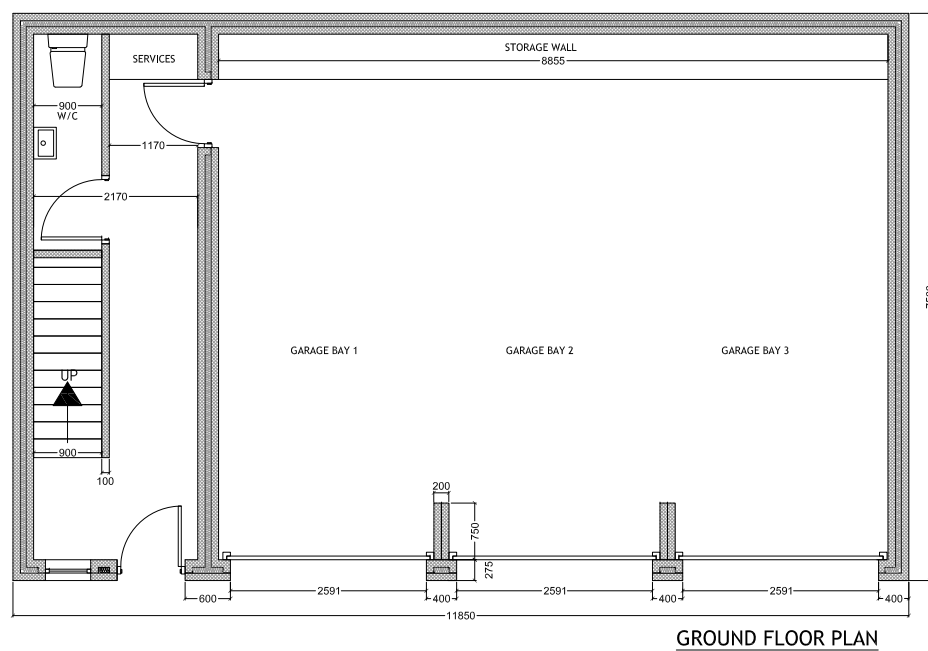 STORAGE WALL
SERVICES
8855
900
W/C
1170
2170
GARAGE BAY 1
GARAGE BAY 2
GARAGE BAY 3
UP
900
100
200
750
275
2591
2591
2591
600
400
400
400
11850
GROUND FLOOR PLAN